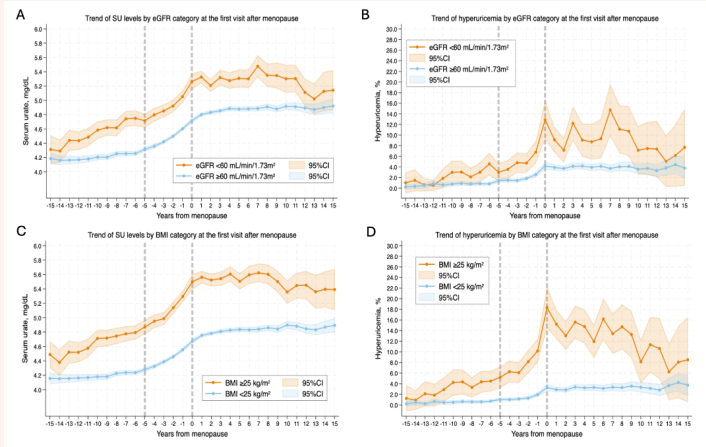 A
Trend of SU levels by eGFR category at the first visit after menopause
Serum urate, mg/dL
6.0
5.8
5.6
5.4
5.2
5.0
4.8
4.6
4.4
4.2
4.0
eGFR <60 mL/min/1.73m² 95%CI
eGFR ≥60 mL/min/1.73m² 95%CI
-15 -14 -13 -12 -11 -10 -9 -8 -7 -6 -5 -4 -3 -2 -1 0 1 2 3 4 5 6 7 8 9 10 11 12 13 14 15
Years from menopause
B
Trend of hyperuricemia by eGFR category at the first visit after menopause
Hyperuricemia, %
30.0
28.0
26.0
24.0
22.0
20.0
18.0
16.0
14.0
12.0
10.0
8.0
6.0
4.0
2.0
0.0
eGFR <60 mL/min/1.73m²
95%CI
eGFR ≥60 mL/min/1.73m²
95%CI
-15 -14 -13 -12 -11 -10 -9 -8 -7 -6 -5 -4 -3 -2 -1 0 1 2 3 4 5 6 7 8 9 10 11 12 13 14 15
Years from menopause
C
Trend of SU levels by BMI category at the first visit after menopause
Serum urate, mg/dL
6.0
5.8
5.6
5.4
5.2
5.0
4.8
4.6
4.4
4.2
4.0
BMI ≥25 kg/m² 95%CI
BMI <25 kg/m² 95%CI
-15 -14 -13 -12 -11 -10 -9 -8 -7 -6 -5 -4 -3 -2 -1 0 1 2 3 4 5 6 7 8 9 10 11 12 13 14 15
Years from menopause
D
Trend of hyperuricemia by BMI category at the first visit after menopause
Hyperuricemia, %
30.0
28.0
26.0
24.0
22.0
20.0
18.0
16.0
14.0
12.0
10.0
8.0
6.0
4.0
2.0
0.0
BMI ≥25 kg/m²
95%CI
BMI <25 kg/m²
95%CI
-15 -14 -13 -12 -11 -10 -9 -8 -7 -6 -5 -4 -3 -2 -1 0 1 2 3 4 5 6 7 8 9 10 11 12 13 14 15
Years from menopause